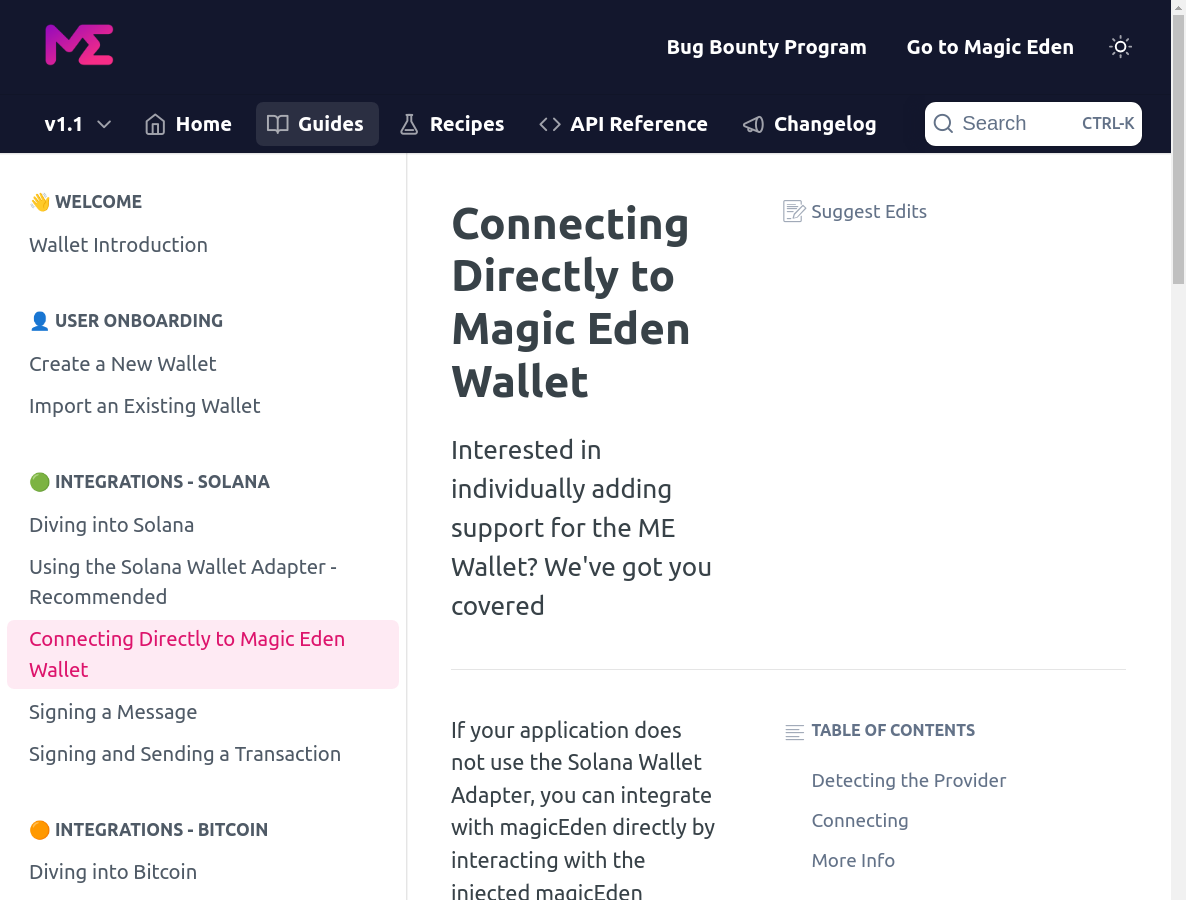 Bug Bounty Program
Go to Magic Eden
v1.1
Home
Guides
Recipes
API Reference
Changelog
Search
CTRL-K
👋 WELCOME
Wallet Introduction
👤 USER ONBOARDING
Create a New Wallet
Import an Existing Wallet
🟢 INTEGRATIONS - SOLANA
Diving into Solana
Using the Solana Wallet Adapter -
Recommended
Connecting Directly to Magic Eden
Wallet
Signing a Message
Signing and Sending a Transaction
🟠 INTEGRATIONS - BITCOIN
Diving into Bitcoin
Connecting
Directly to
Magic Eden
Wallet
Suggest Edits
Interested in
individually adding
support for the ME
Wallet? We've got you
covered
If your application does
not use the Solana Wallet
Adapter, you can integrate
with magicEden directly by
interacting with the
injected magicEden
TABLE OF CONTENTS
Detecting the Provider
Connecting
More Info